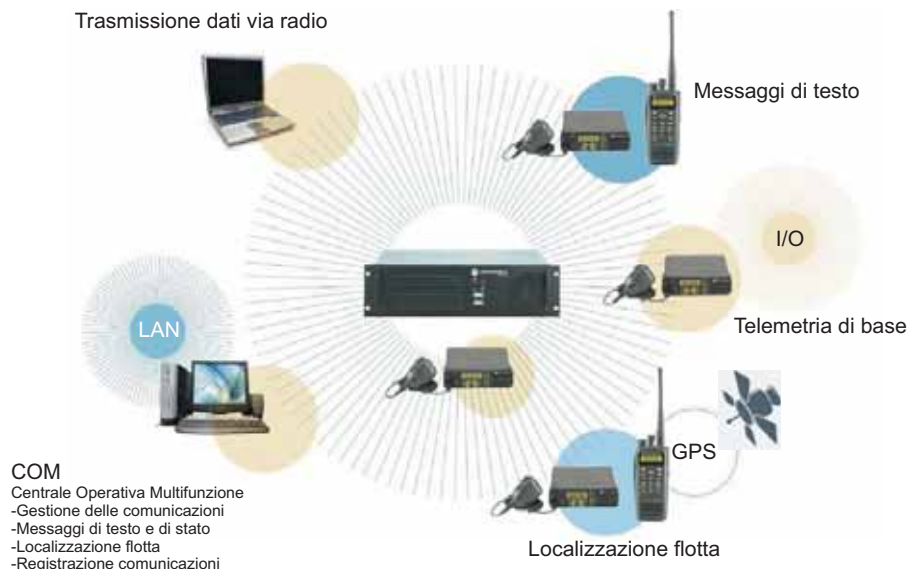 Trasmissione dati via radio
Messaggi di testo
I/O
LAN
Telemetria di base
GPS
COM
Centrale Operativa Multifunzione
-Gestione delle comunicazioni
-Messaggi di testo e di stato
-Localizzazione flotta
-Registrazione comunicazioni
Localizzazione flotta